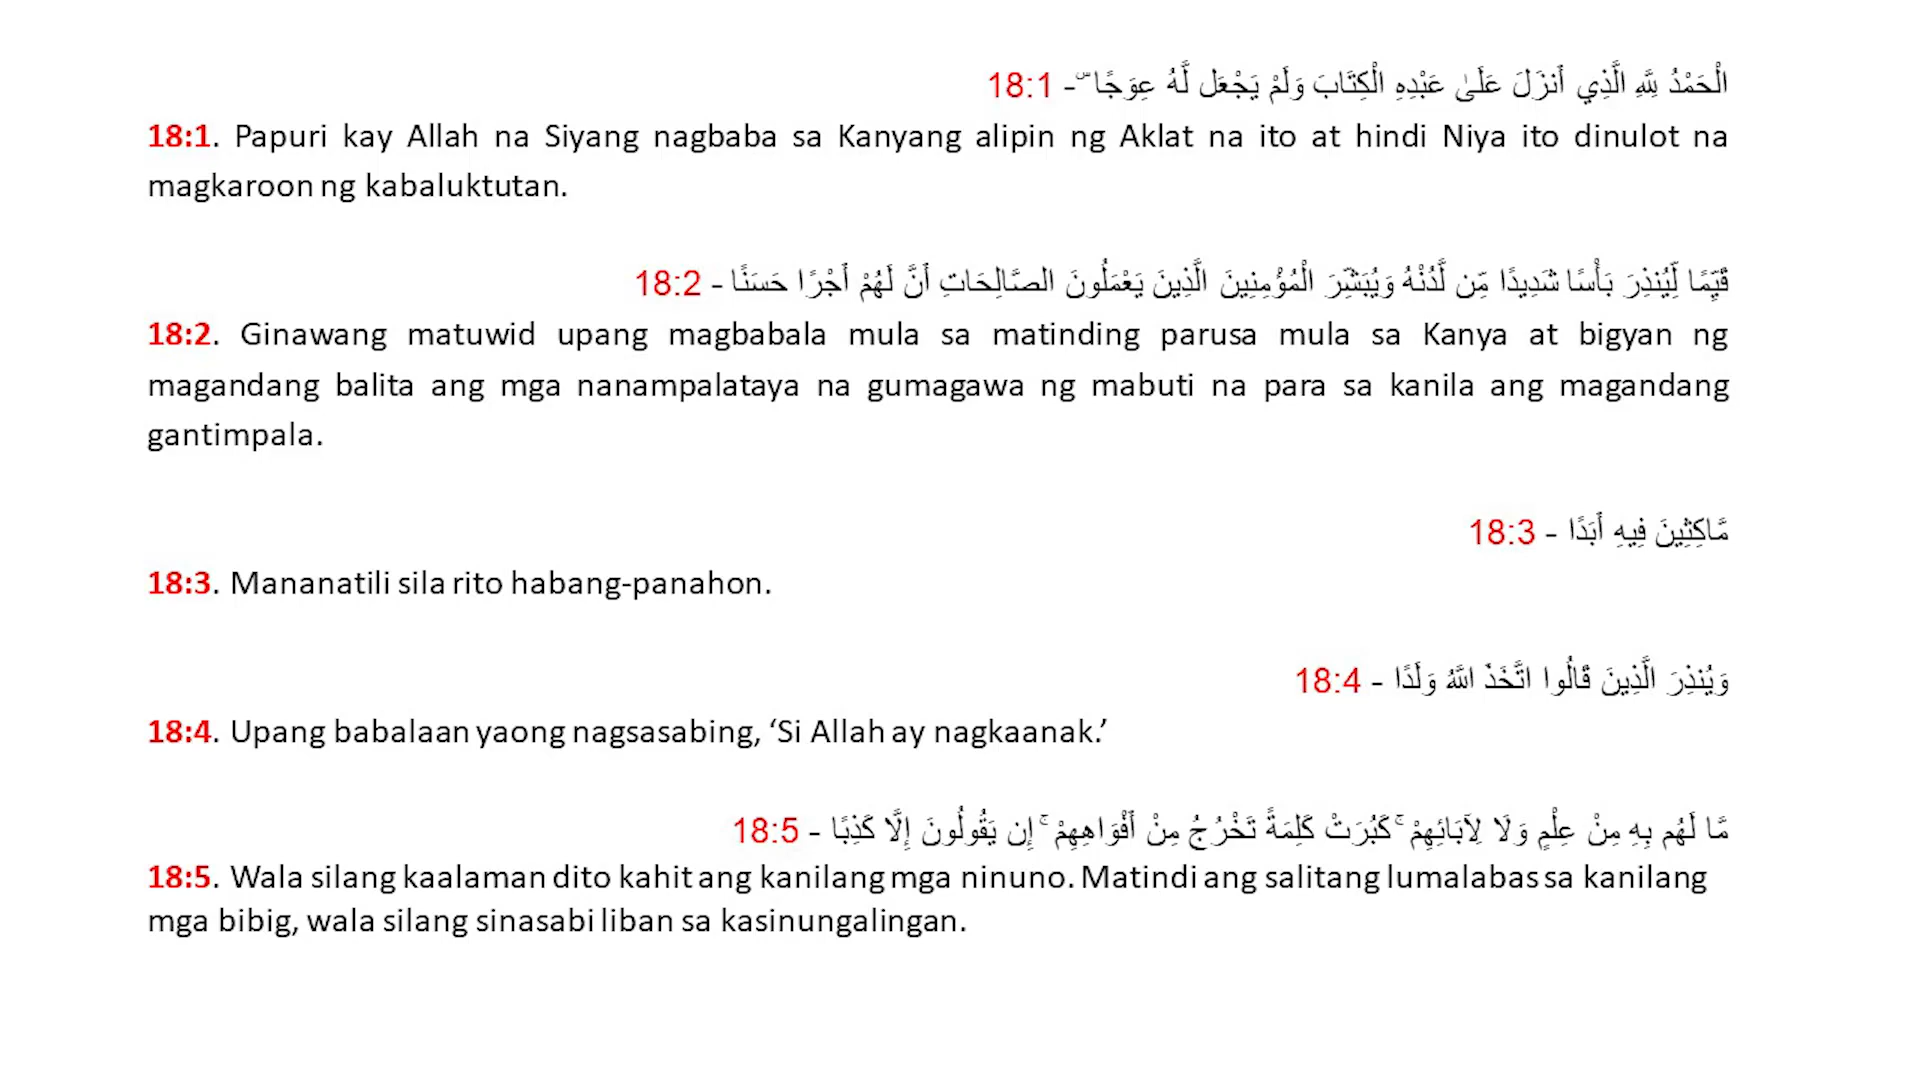 الْحَمْدُ لِلَّهِ الَّذِي أَنزَلَ عَلَىٰ عَبْدِهِ الْكِتَابَ وَلَمْ يَجْعَل لَّهُ عِوَجًا ۜ - 18:1
18:1. Papuri kay Allah na Siyang nagbaba sa Kanyang alipin ng Aklat na ito at hindi Niya ito dinulot na
magkaroon ng kabaluktutan.
قَيِّمًا لِّيُنذِرَ بَأْسًا شَدِيدًا مِّن لَّدُنْهُ وَيُبَشِّرَ الْمُؤْمِنِينَ الَّذِينَ يَعْمَلُونَ الصَّالِحَاتِ أَنَّ لَهُمْ أَجْرًا حَسَنًا - 18:2
18:2. Ginawang matuwid upang magbabala mula sa matinding parusa mula sa Kanya at bigyan ng
magandang balita ang mga nanampalataya na gumagawa ng mabuti na para sa kanila ang magandang
gantimpala.
مَّاكِثِينَ فِيهِ أَبَدًا - 18:3
18:3. Mananatili sila rito habang-panahon.
وَيُنذِرَ الَّذِينَ قَالُوا اتَّخَذَ اللَّهُ وَلَدًا - 18:4
18:4. Upang babalaan yaong nagsasabing, ‘Si Allah ay nagkaanak.’
مَّا لَهُم بِهِ مِنْ عِلْمٍ وَلَا لِآبَائِهِمْ ۚ كَبُرَتْ كَلِمَةً تَخْرُجُ مِنْ أَفْوَاهِهِمْ ۚ إِن يَقُولُونَ إِلَّا كَذِبًا - 18:5
18:5. Wala silang kaalaman dito kahit ang kanilang mga ninuno. Matindi ang salitang lumalabas sa kanilang
mga bibig, wala silang sinasabi liban sa kasinungalingan.